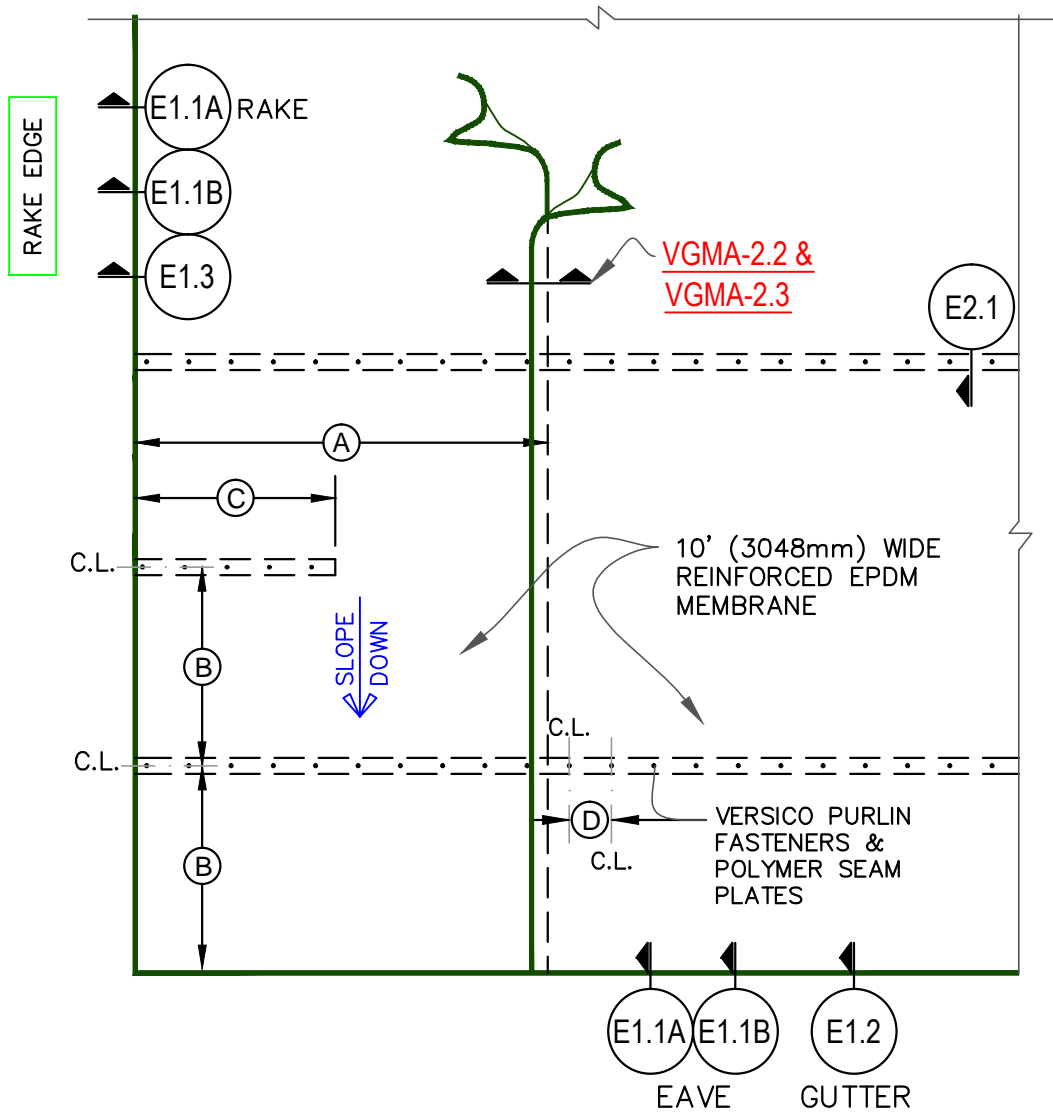 RAKE EDGE
E1.1A RAKE
E1.1B
E1.3
VGMA-2.2 &
VGMA-2.3
E2.1
A
C
C.L.
10' (3048mm) WIDE
REINFORCED EPDM
MEMBRANE
SLOPE
DOWN
B
C.L.
C.L.
D
C.L.
VERSICO PURLIN
FASTENERS &
POLYMER SEAM
PLATES
B
E1.1A
E1.1B
E1.2
EAVE
GUTTER